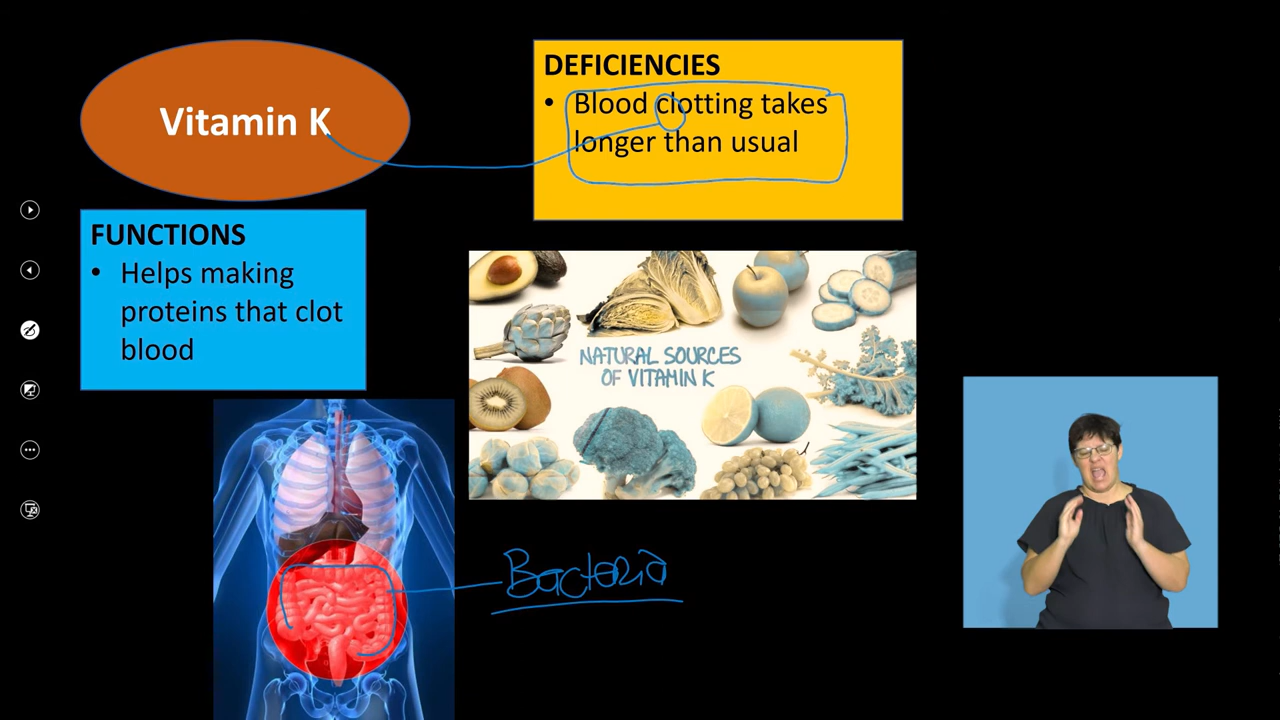 Vitamin K
DEFICIENCIES
• Blood clotting takes
longer than usual
FUNCTIONS
• Helps making
proteins that clot
blood
NATURAL SOURCES
OF VITAMIN K
Bacteria